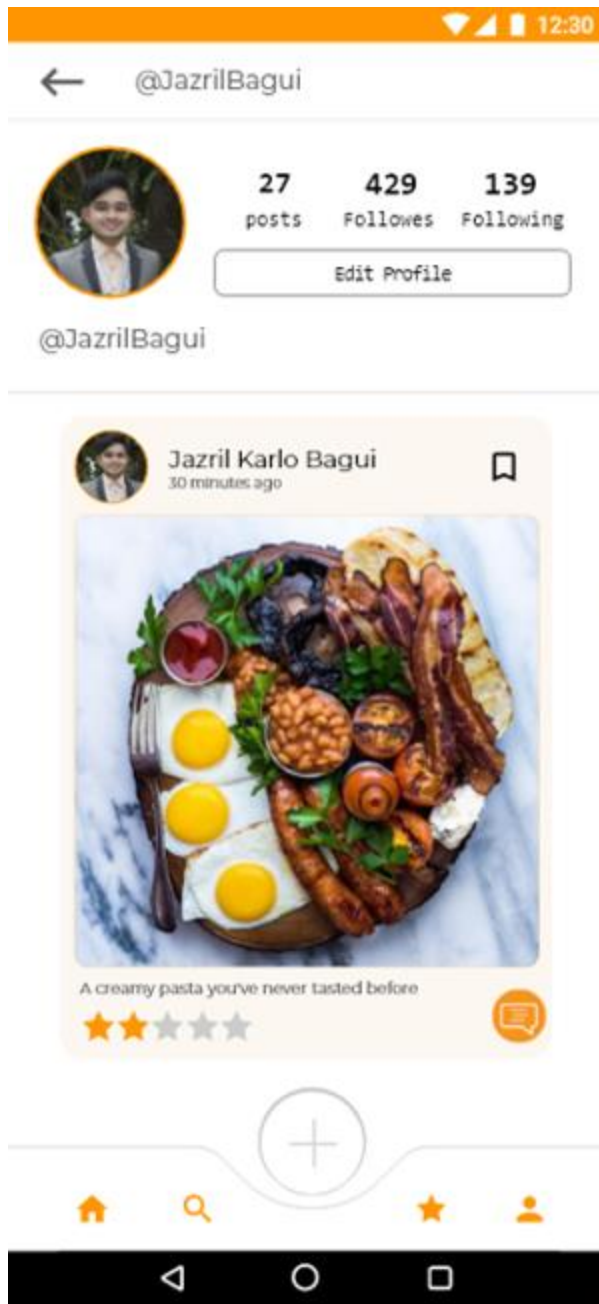 12:30
@JazrilBagui
27 429 139
posts Followes Following
Edit Profile
@JazrilBagui
Jazril Karlo Bagui
30 minutes ago
A creamy pasta you've never tasted before